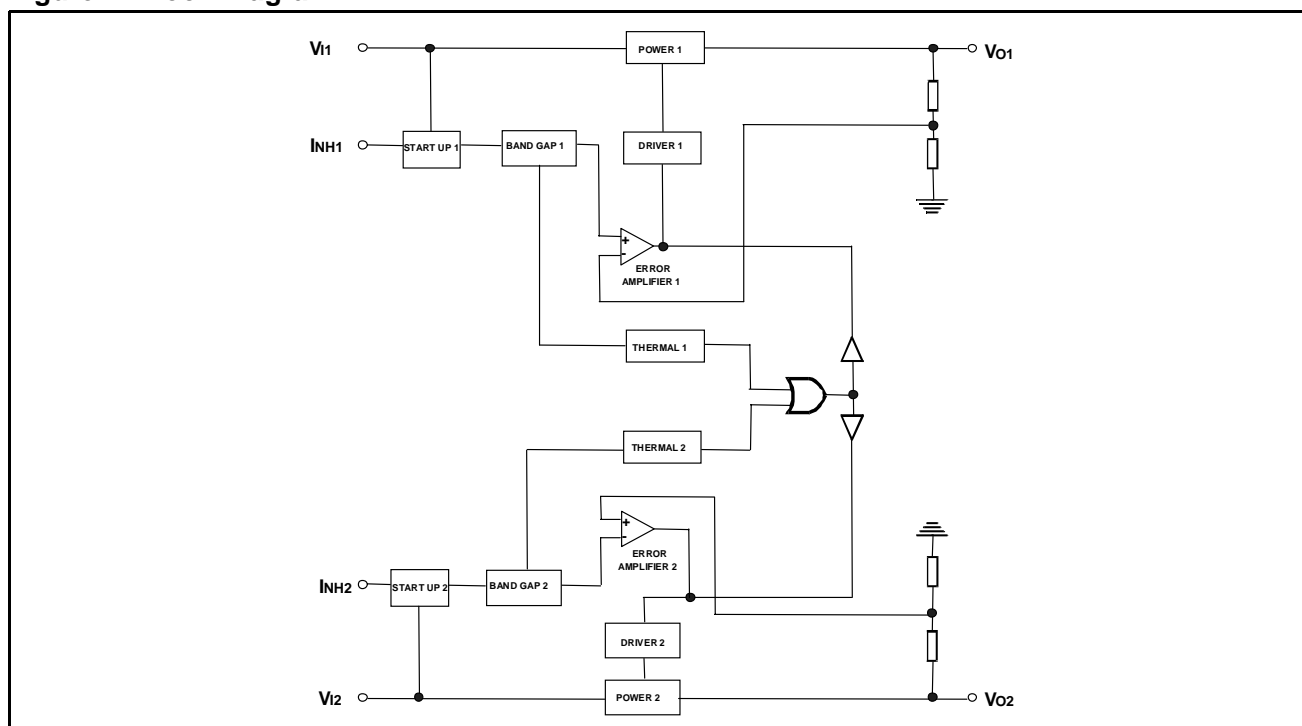 VI1
POWER 1
VO1
INH1
START UP 1
BAND GAP 1
DRIVER 1
+
-
ERROR
AMPLIFIER 1
THERMAL 1
THERMAL 2
+
-
ERROR
AMPLIFIER 2
INH2
START UP 2
BAND GAP 2
DRIVER 2
VI2
POWER 2
VO2